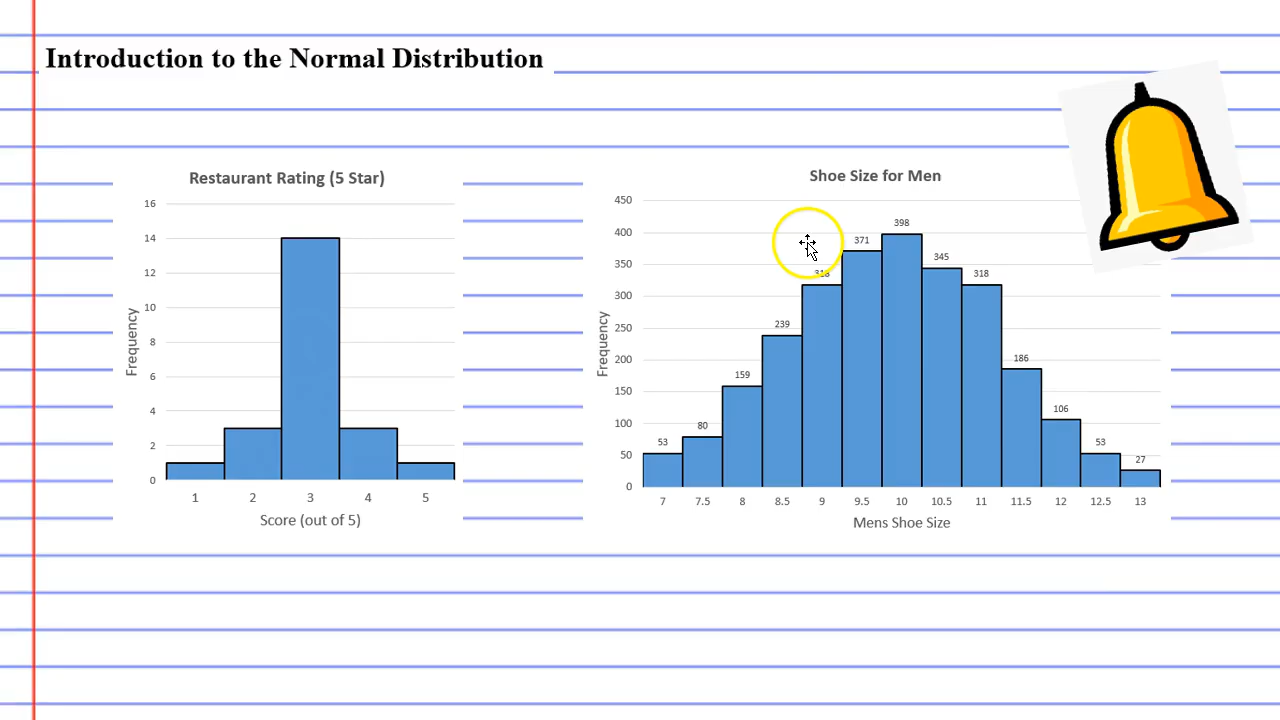 Introduction to the Normal Distribution
Restaurant Rating (5 Star)
16
14
12
10
8
6
4
2
0
Frequency
1 2 3 4 5
Score (out of 5)
Shoe Size for Men
450
400
350
300
250
200
150
100
50
0
Frequency
53 80 159 239 371 398 345 318 186 106 53 27
7 7.5 8 8.5 9 9.5 10 10.5 11 11.5 12 12.5 13
Mens Shoe Size